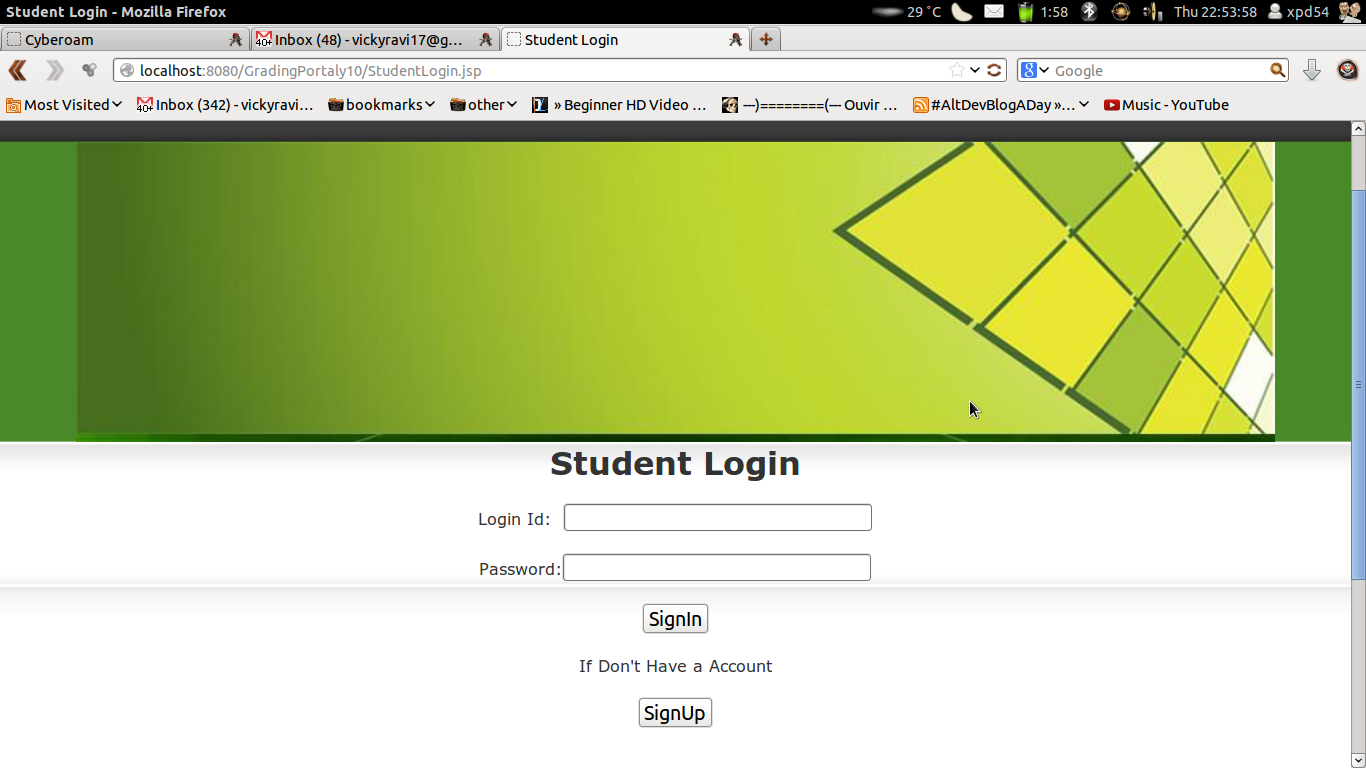 Student Login - Mozilla Firefox 29 °C 1:58 Thu 22:53:58 xpd54
Cyberoam Inbox (48) - vickyravi17@g... Student Login
localhost:8080/GradingPortaly10/StudentLogin.jsp Google
Most Visited Inbox (342) - vickyravi... bookmarks other » Beginner HD Video ... ---)========(--- Ouvir ... #AltDevBlogADay »... Music - YouTube
Student Login
Login Id:
Password:
SignIn
If Don't Have a Account
SignUp